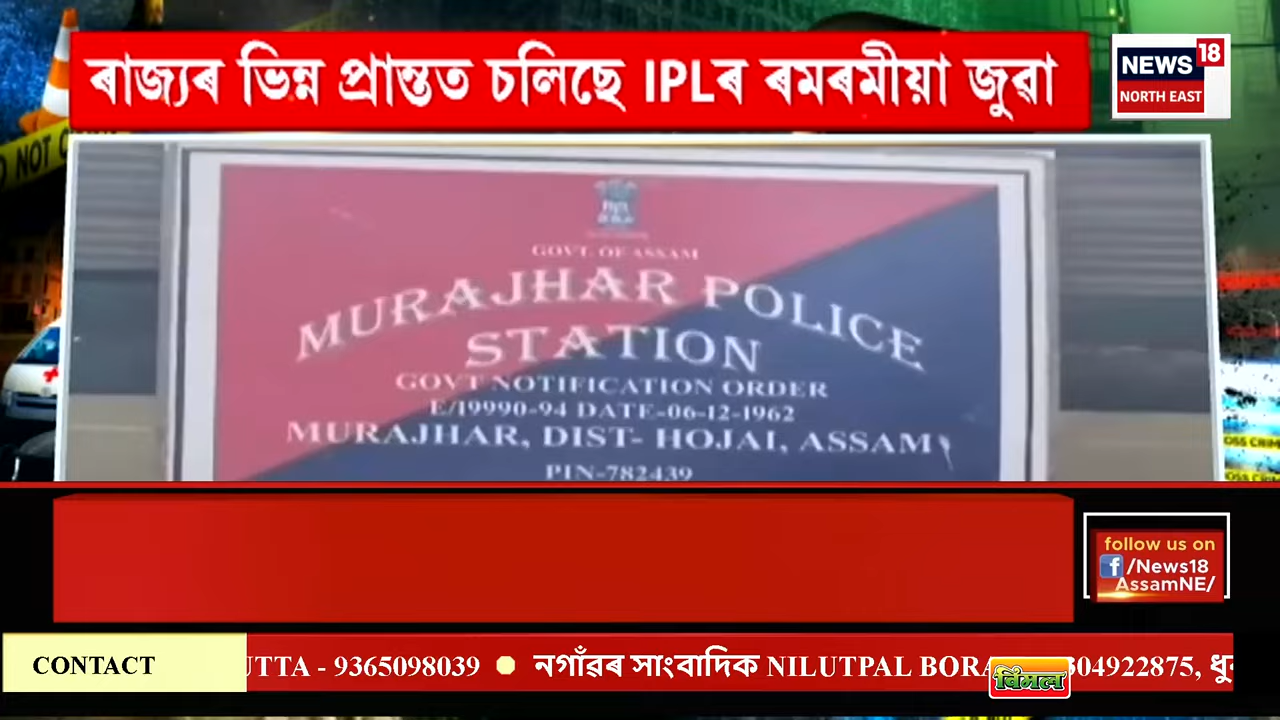 ৰাজ্যৰ ভিন্ন প্ৰান্তত চলিছে IPLৰ ৰমৰমীয়া জুৱা
NEWS 18
NORTH EAST
GOVT. OF ASSAM
MURAJHAR POLICE
STATION
GOVT NOTIFICATION ORDER
E/19990-94 DATE-06-12-1962
MURAJHAR, DIST- HOJAI, ASSAM
PIN-782439
follow us on
/News18
AssamNE/
CONTACT
UTTA - 9365098039 নগাঁৱৰ সাংবাদিক NILUTPAL BORA 304922875,
विमल